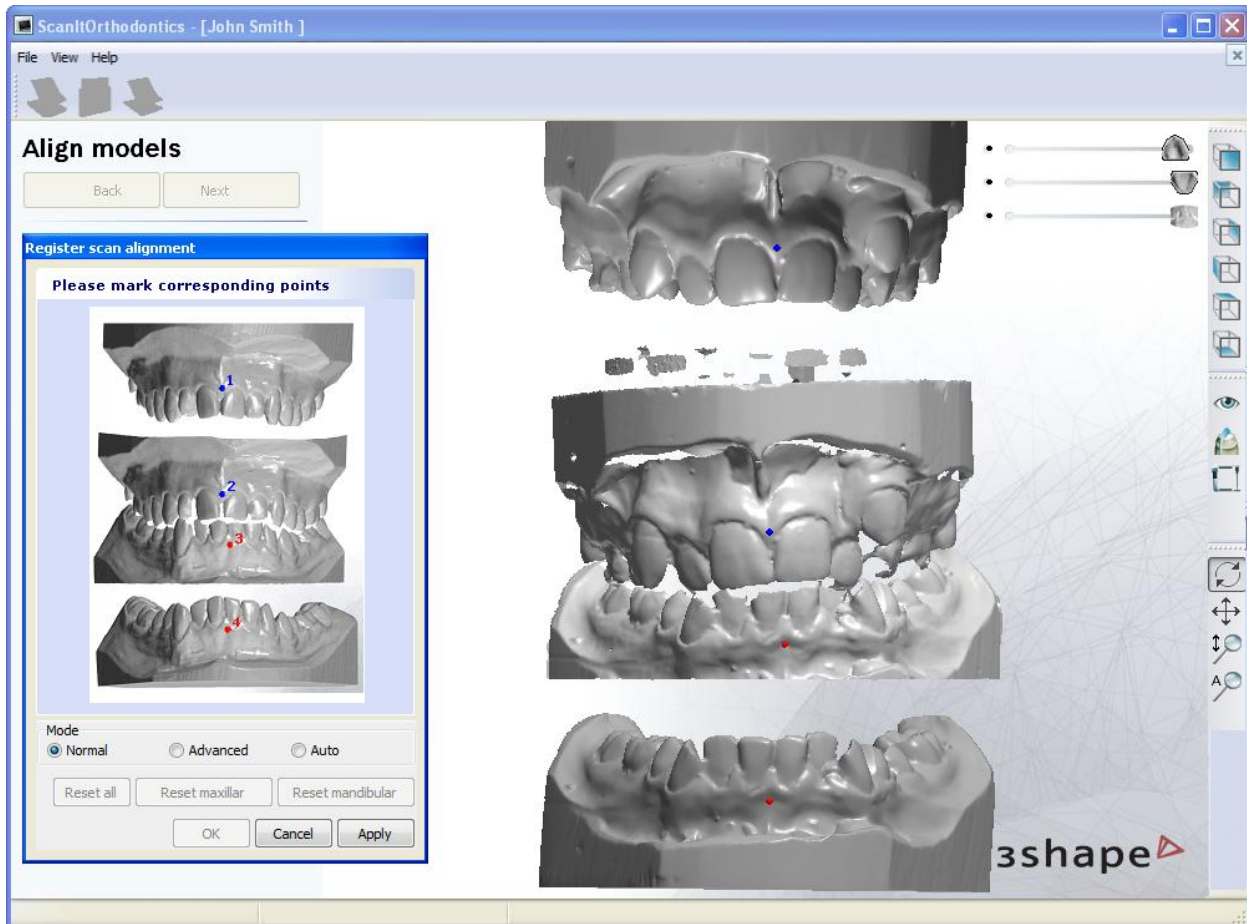 ScanItOrthodontics - [John Smith ]
File View Help
Align models
Back Next
Register scan alignment
Please mark corresponding points
1
2
3
4
Mode
Normal Advanced Auto
Reset all Reset maxillar Reset mandibular
OK Cancel Apply
A
3shape